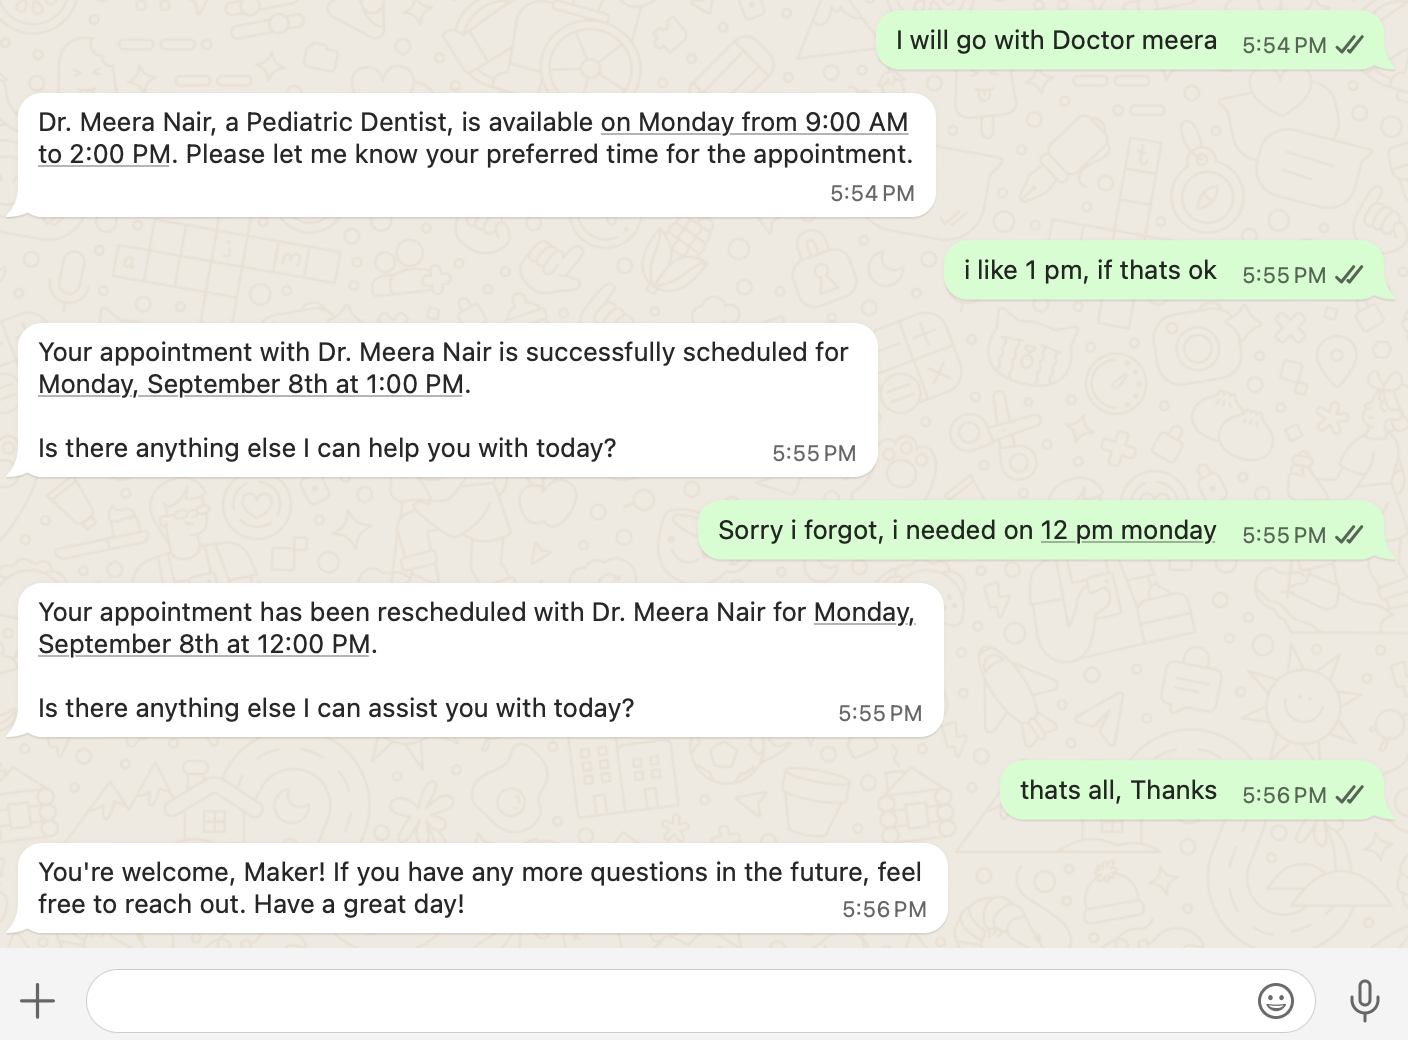 I will go with Doctor meera 5:54 PM
Dr. Meera Nair, a Pediatric Dentist, is available on Monday from 9:00 AM
to 2:00 PM. Please let me know your preferred time for the appointment.
5:54 PM
i like 1 pm, if thats ok 5:55 PM
Your appointment with Dr. Meera Nair is successfully scheduled for
Monday, September 8th at 1:00 PM.
Is there anything else I can help you with today? 5:55 PM
Sorry i forgot, i needed on 12 pm monday 5:55 PM
Your appointment has been rescheduled with Dr. Meera Nair for Monday,
September 8th at 12:00 PM.
Is there anything else I can assist you with today? 5:55 PM
thats all, Thanks 5:56 PM
You're welcome, Maker! If you have any more questions in the future, feel
free to reach out. Have a great day! 5:56 PM